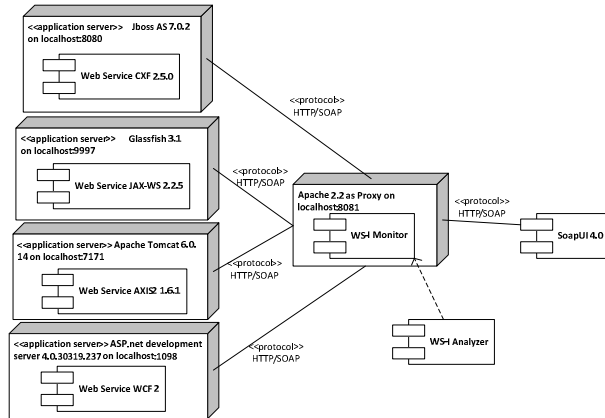 <<application server>> Jboss AS 7.0.2
on localhost:8080
Web Service CXF 2.5.0
<<protocol>>
HTTP/SOAP
<<application server>> Glassfish 3.1
on localhost:9997
Web Service JAX-WS 2.2.5
<<protocol>>
HTTP/SOAP
Apache 2.2 as Proxy on
localhost:8081
WS-I Monitor
<<protocol>>
HTTP/SOAP
SoapUI 4.0
<<application server>> Apache Tomcat 6.0.
14 on localhost:7171
Web Service AXIS2 1.6.1
<<protocol>>
HTTP/SOAP
<<application server>> ASP.net development
server 4.0.30319.237 on localhost:1098
Web Service WCF 2
<<protocol>>
HTTP/SOAP
WS-I Analyzer